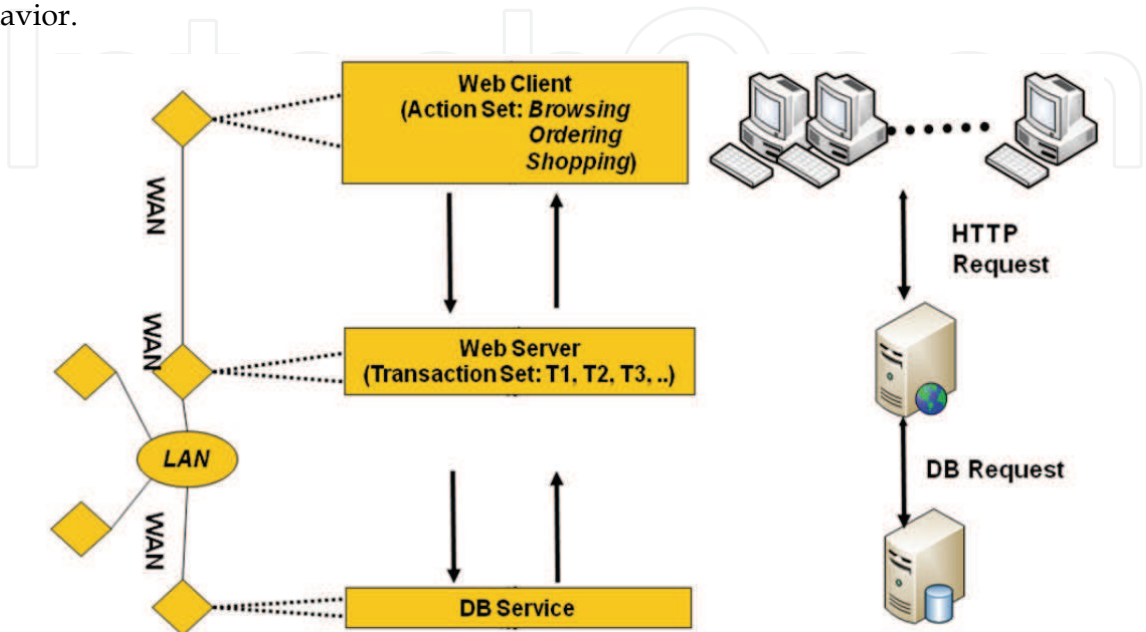 avior.
Web Client
(Action Set: Browsing
Ordering
Shopping)
WAN
HTTP
Request
WAN
Web Server
(Transaction Set: T1, T2, T3, ..)
LAN
DB Request
WAN
DB Service